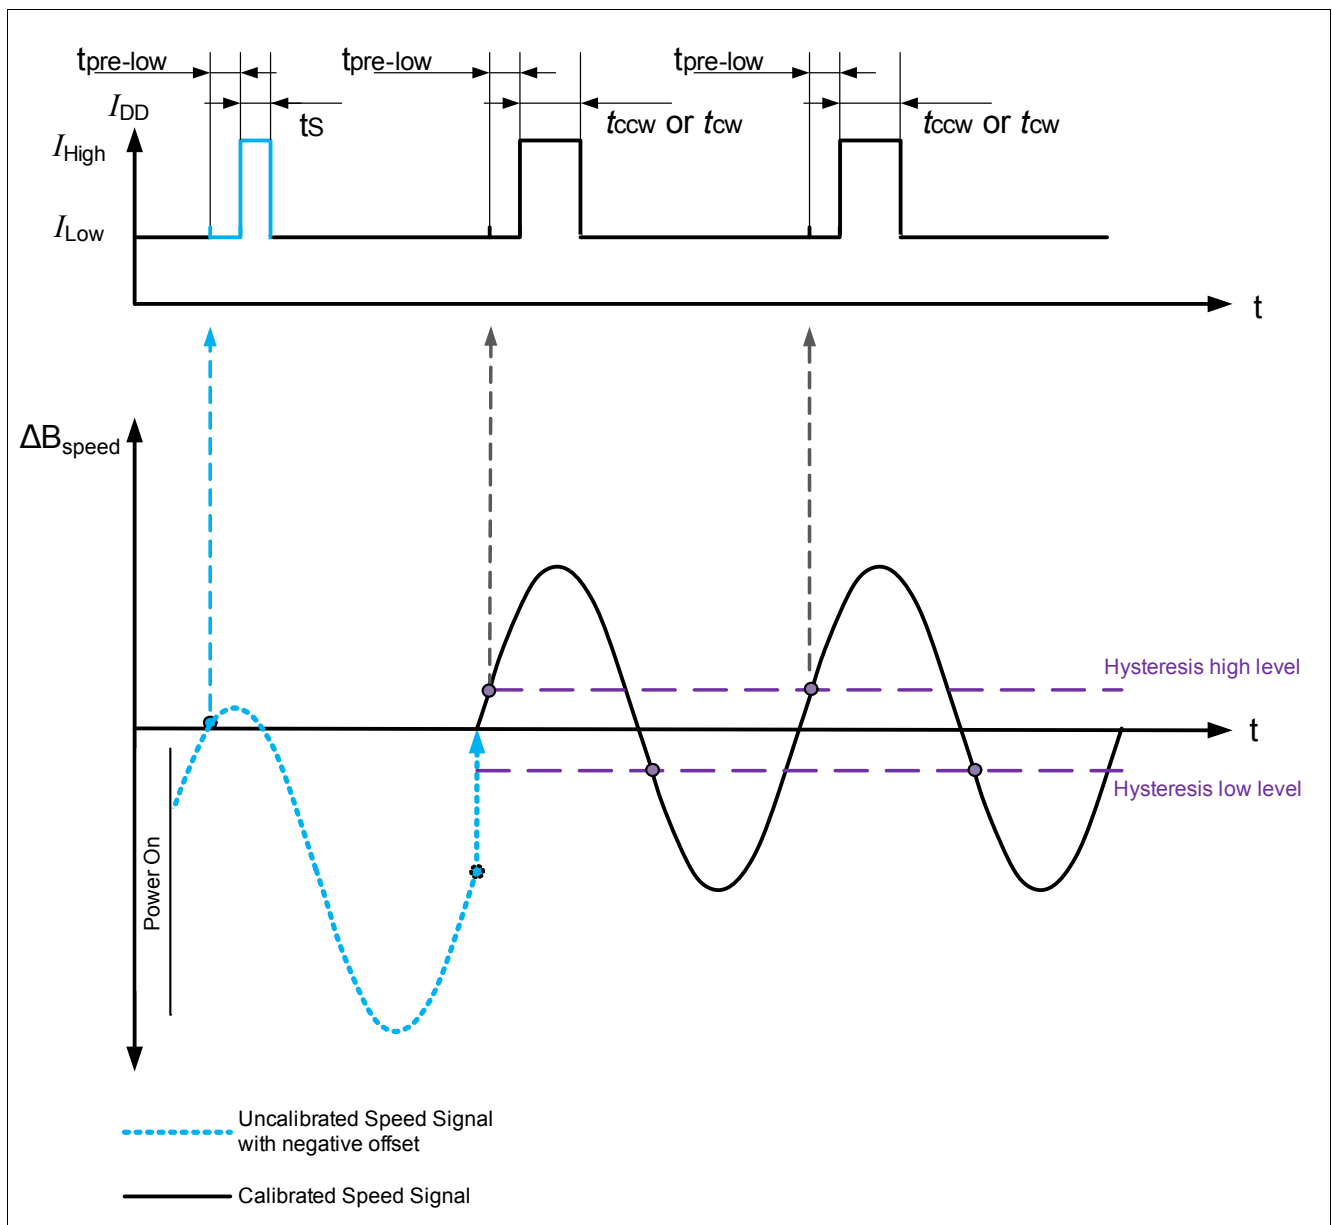 tpre-low tpre-low tpre-low
IDD
tS tCCW or tCW tCCW or tCW
IHigh
ILow
t
ΔBspeed
Hysteresis high level
t
Hysteresis low level
Power On
Uncalibrated Speed Signal
with negative offset
Calibrated Speed Signal